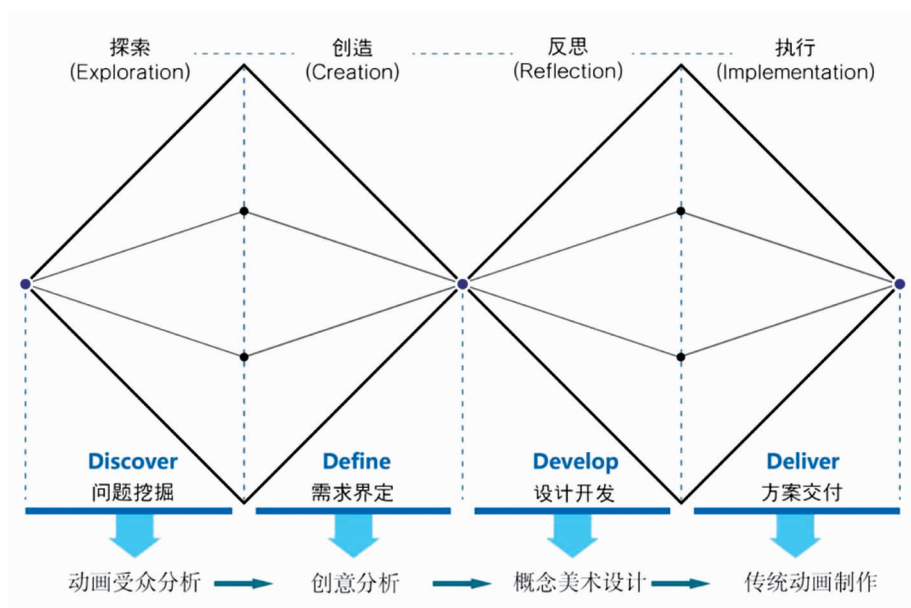 探索
(Exploration)
创造
(Creation)
反思
(Reflection)
执行
(Implementation)
Discover
问题挖掘
Define
需求界定
Develop
设计开发
Deliver
方案交付
动画受众分析
创意分析
概念美术设计
传统动画制作